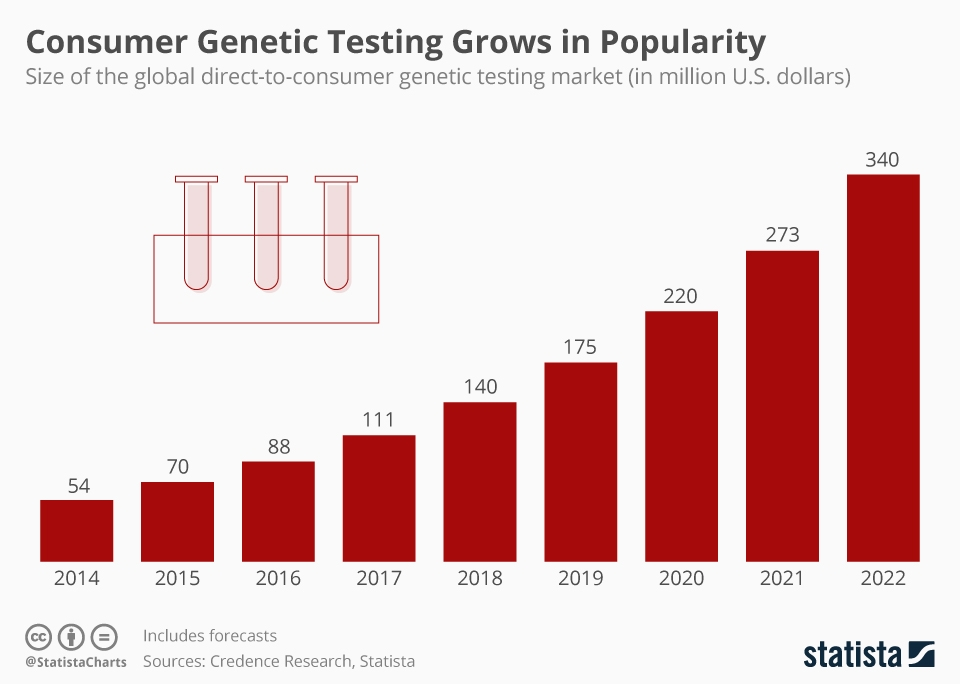 Consumer Genetic Testing Grows in Popularity
Size of the global direct-to-consumer genetic testing market (in million U.S. dollars)
340
273
220
175
140
111
88
70
54
2014 2015 2016 2017 2018 2019 2020 2021 2022
cc
Includes forecasts
@StatistaCharts Sources: Credence Research, Statista
statista